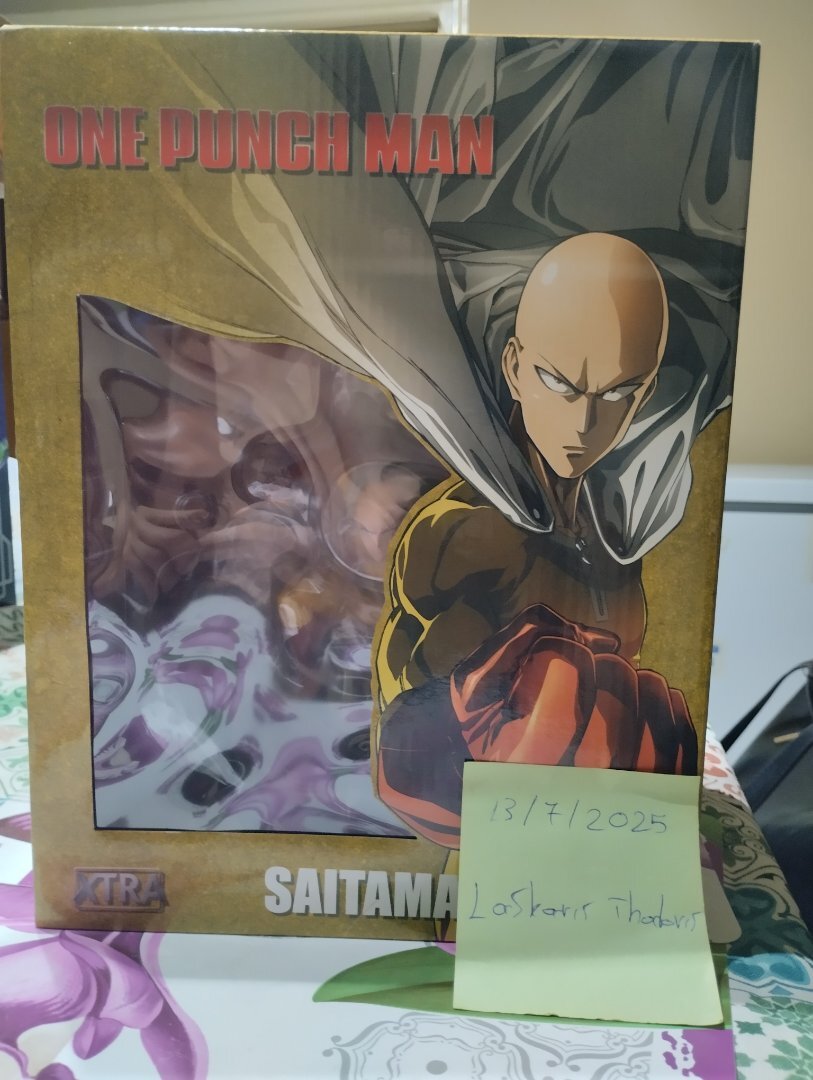 ONE PUNCH MAN
XTRA
SAITAMA
13/7/2025
Laskaris Thodoris